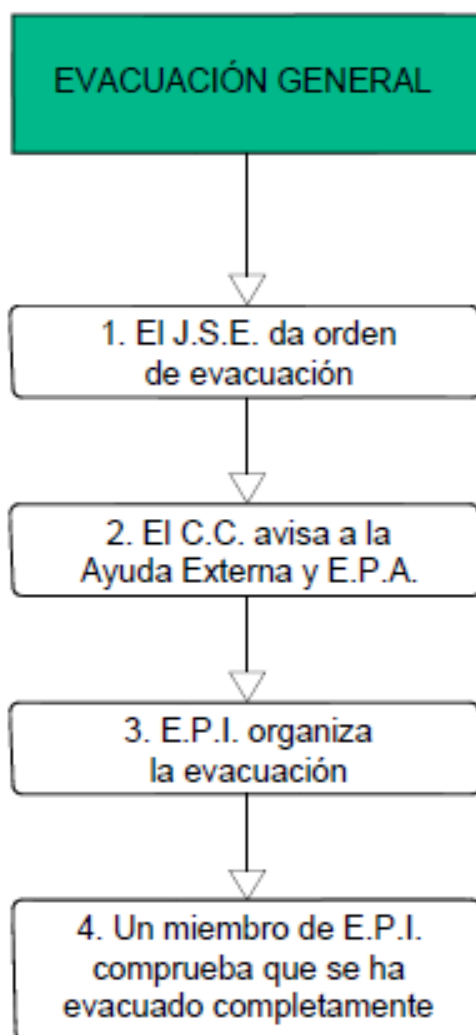 EVACUACIÓN GENERAL
1. El J.S.E. da orden
de evacuación
2. El C.C. avisa a la
Ayuda Externa y E.P.A.
3. E.P.I. organiza
la evacuación
4. Un miembro de E.P.I.
comprueba que se ha
evacuado completamente